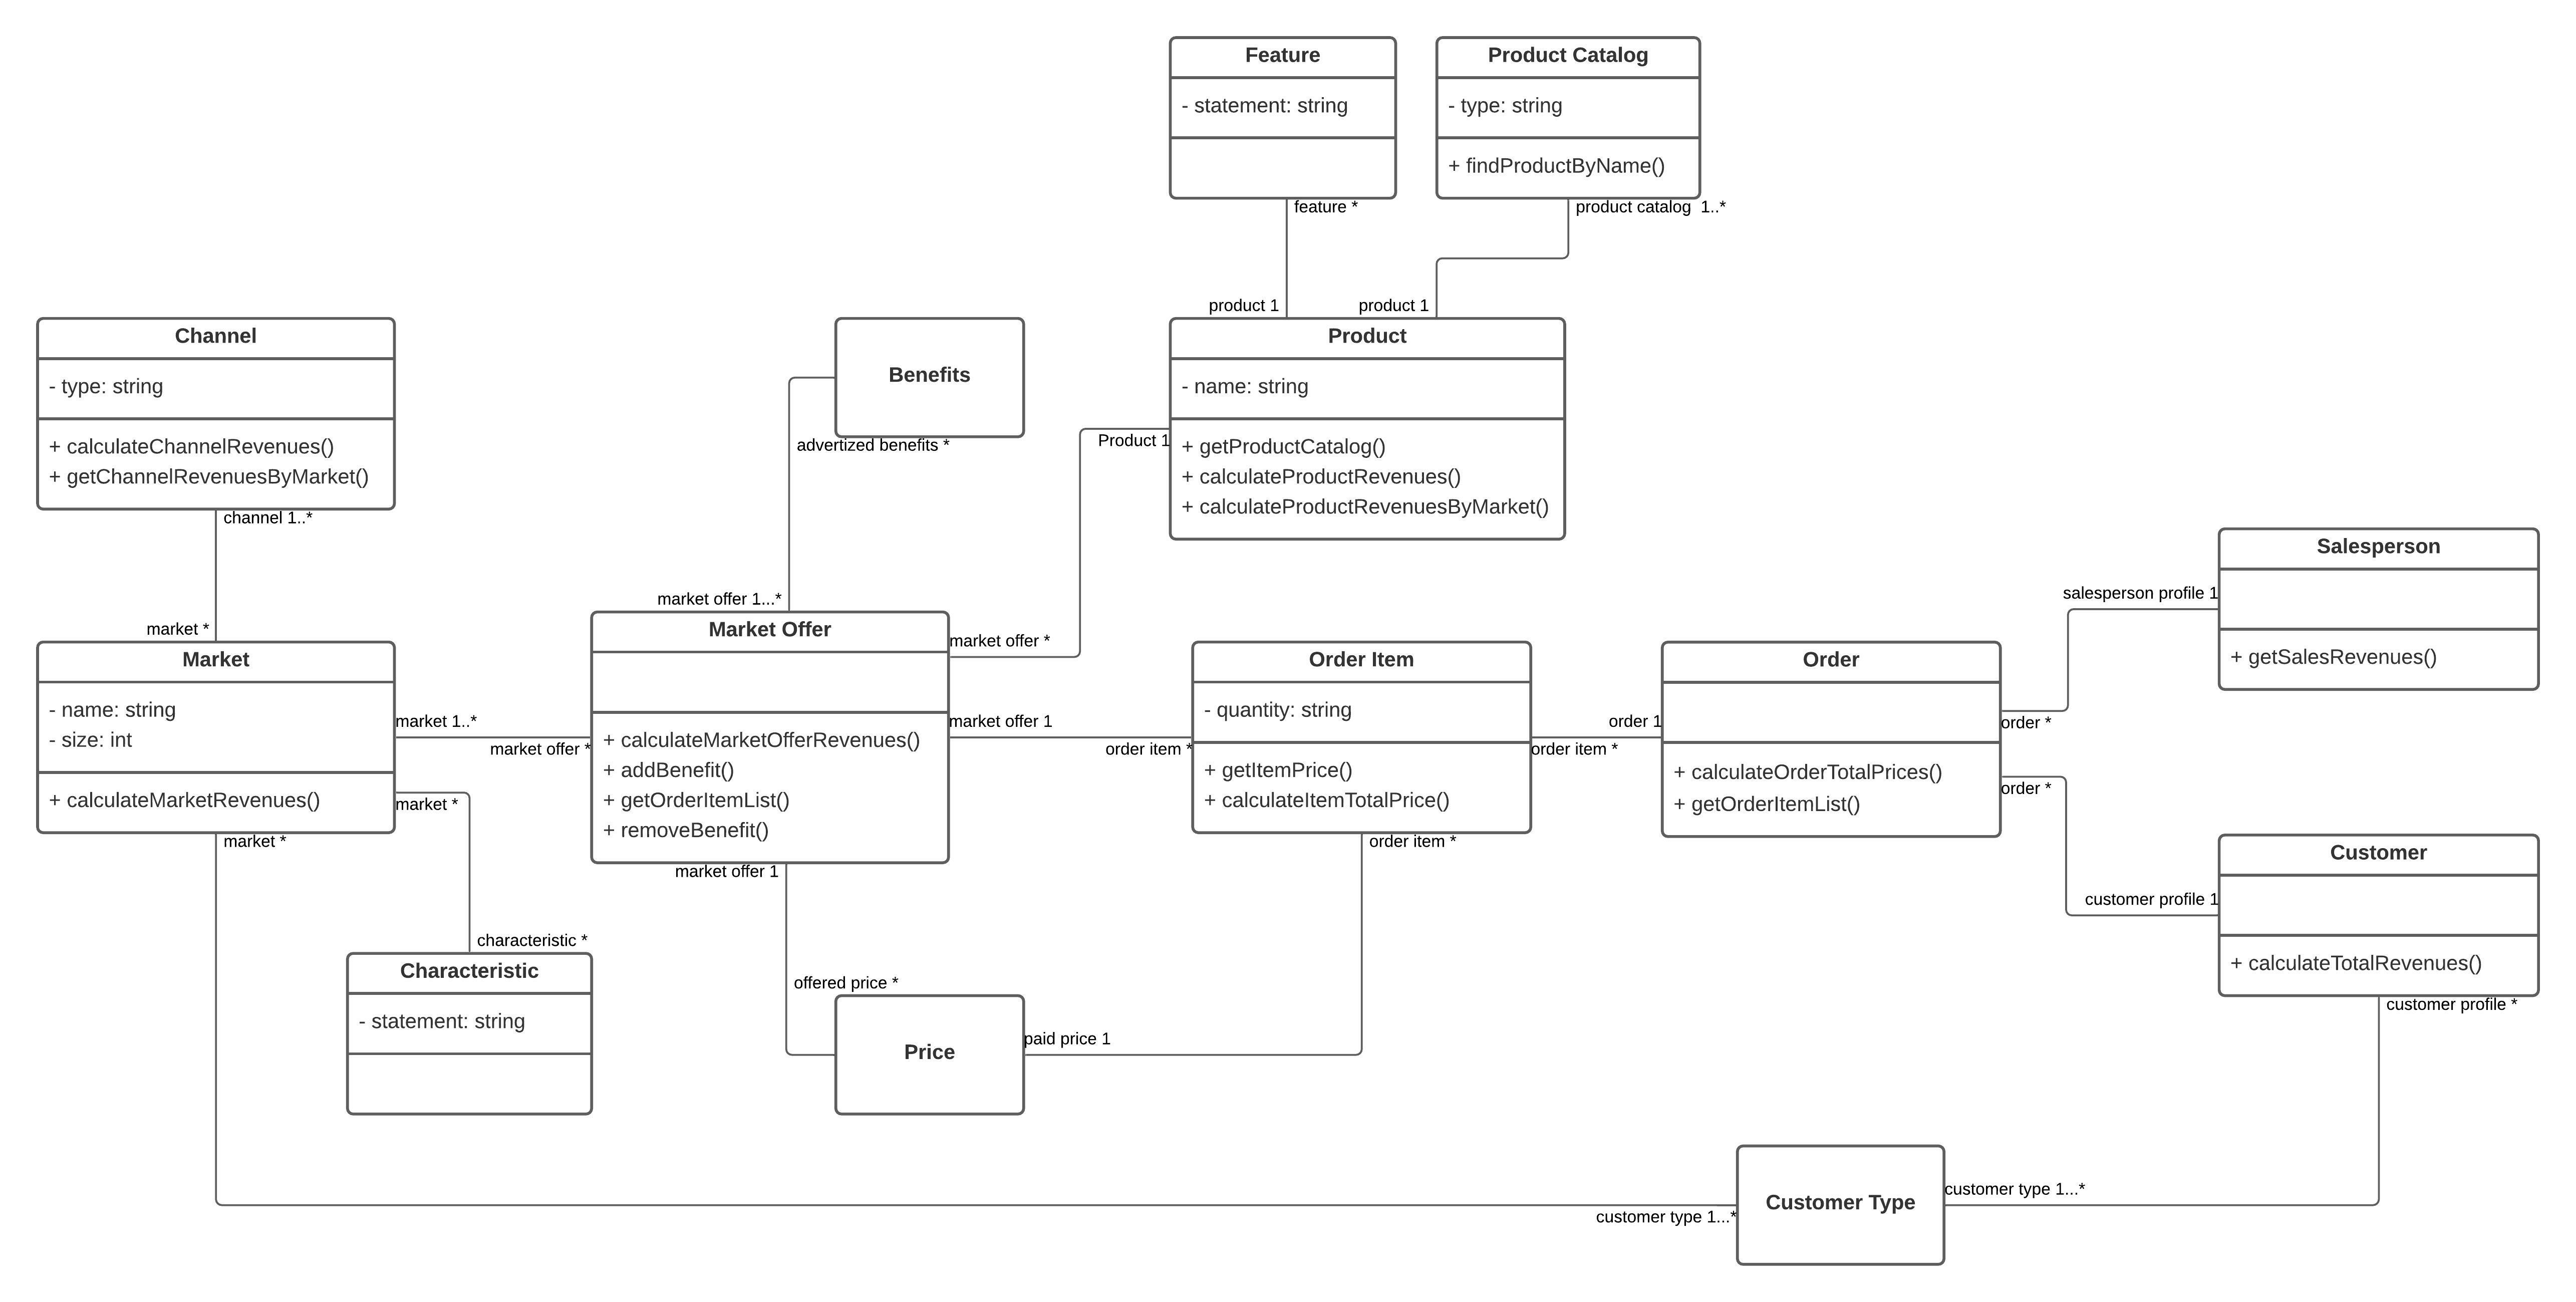 Feature
- statement: string
feature *
Product Catalog
- type: string
+ findProductByName()
product catalog  1..*
product 1
product 1
Channel
- type: string
+ calculateChannelRevenues()
+ getChannelRevenuesByMarket()
channel 1..*
Benefits
advertized benefits *
Product
- name: string
+ getProductCatalog()
+ calculateProductRevenues()
+ calculateProductRevenuesByMarket()
Product 1
Salesperson
+ getSalesRevenues()
salesperson profile 1
market *
Market
- name: string
- size: int
+ calculateMarketRevenues()
market 1..*
market offer *
market *
market *
market offer 1...*
Market Offer
+ calculateMarketOfferRevenues()
+ addBenefit()
+ getOrderItemList()
+ removeBenefit()
market offer *
market offer 1
order item *
market offer 1
Order Item
- quantity: string
+ getItemPrice()
+ calculateItemTotalPrice()
order item *
order 1
order item *
Order
+ calculateOrderTotalPrices()
+ getOrderItemList()
order *
order *
Customer
+ calculateTotalRevenues()
customer profile 1
customer profile *
characteristic *
Characteristic
- statement: string
offered price *
Price
paid price 1
Customer Type
customer type 1...*
customer type 1...*